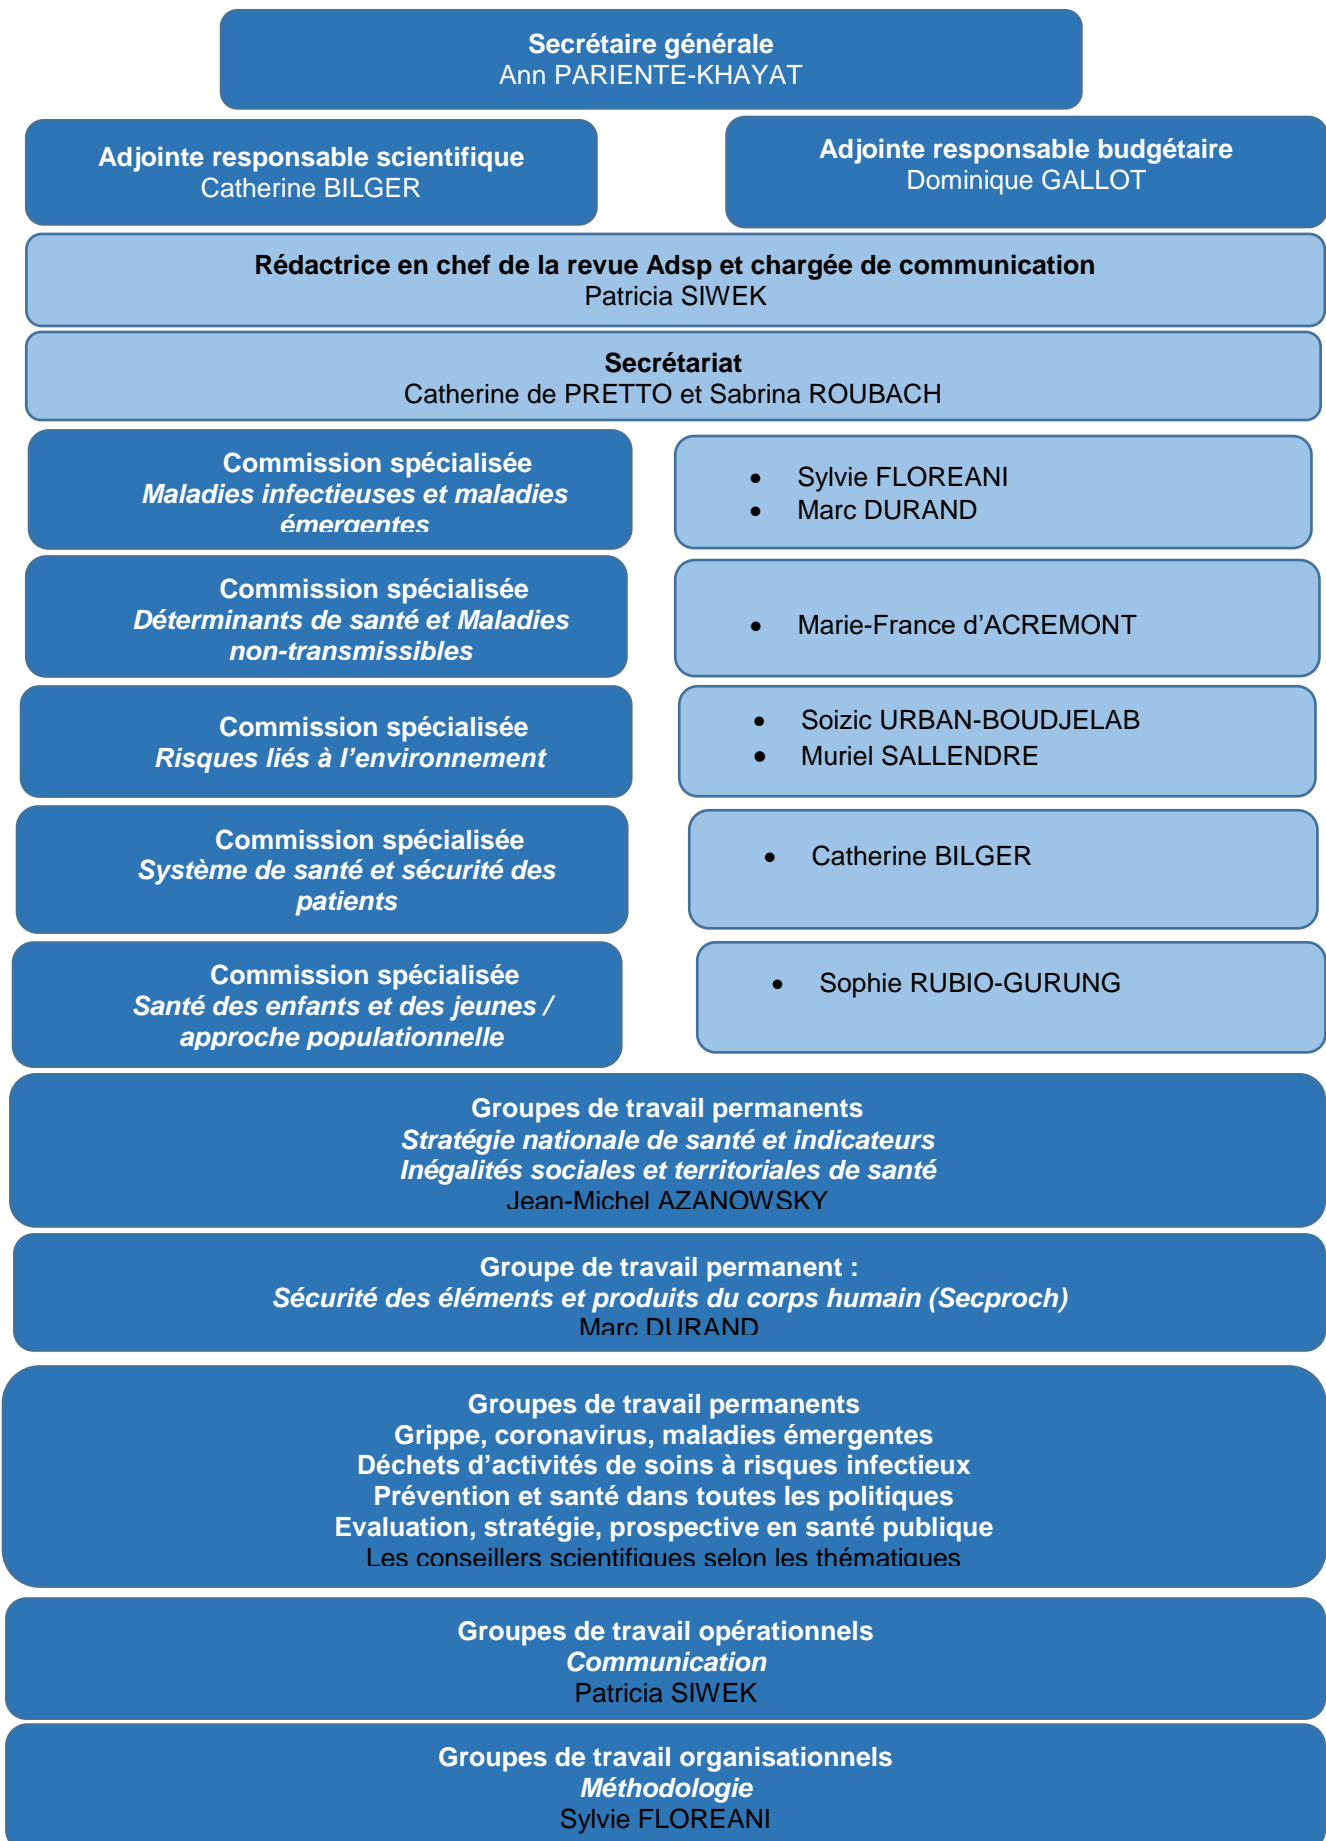 Secrétaire générale
Ann PARIENTE-KHAYAT
Adjointe responsable scientifique
Catherine BILGER
Adjointe responsable budgétaire
Dominique GALLOT
Rédactrice en chef de la revue Adsp et chargée de communication
Patricia SIWEK
Secrétariat
Catherine de PRETTO et Sabrina ROUBACH
Commission spécialisée
Maladies infectieuses et maladies
émergentes
• Sylvie FLOREANI
• Marc DURAND
Commission spécialisée
Déterminants de santé et Maladies
non-transmissibles
• Marie-France d’ACREMONT
Commission spécialisée
Risques liés à l’environnement
• Soizic URBAN-BOUDJELAB
• Muriel SALLENDRE
Commission spécialisée
Système de santé et sécurité des
patients
• Catherine BILGER
Commission spécialisée
Santé des enfants et des jeunes /
approche populationnelle
• Sophie RUBIO-GURUNG
Groupes de travail permanents
Stratégie nationale de santé et indicateurs
Inégalités sociales et territoriales de santé
Jean-Michel AZANOWSKY
Groupe de travail permanent :
Sécurité des éléments et produits du corps humain (Secproch)
Marc DURAND
Groupes de travail permanents
Grippe, coronavirus, maladies émergentes
Déchets d’activités de soins à risques infectieux
Prévention et santé dans toutes les politiques
Evaluation, stratégie, prospective en santé publique
Les conseillers scientifiques selon les thématiques
Groupes de travail opérationnels
Communication
Patricia SIWEK
Groupes de travail organisationnels
Méthodologie
Sylvie FLOREANI